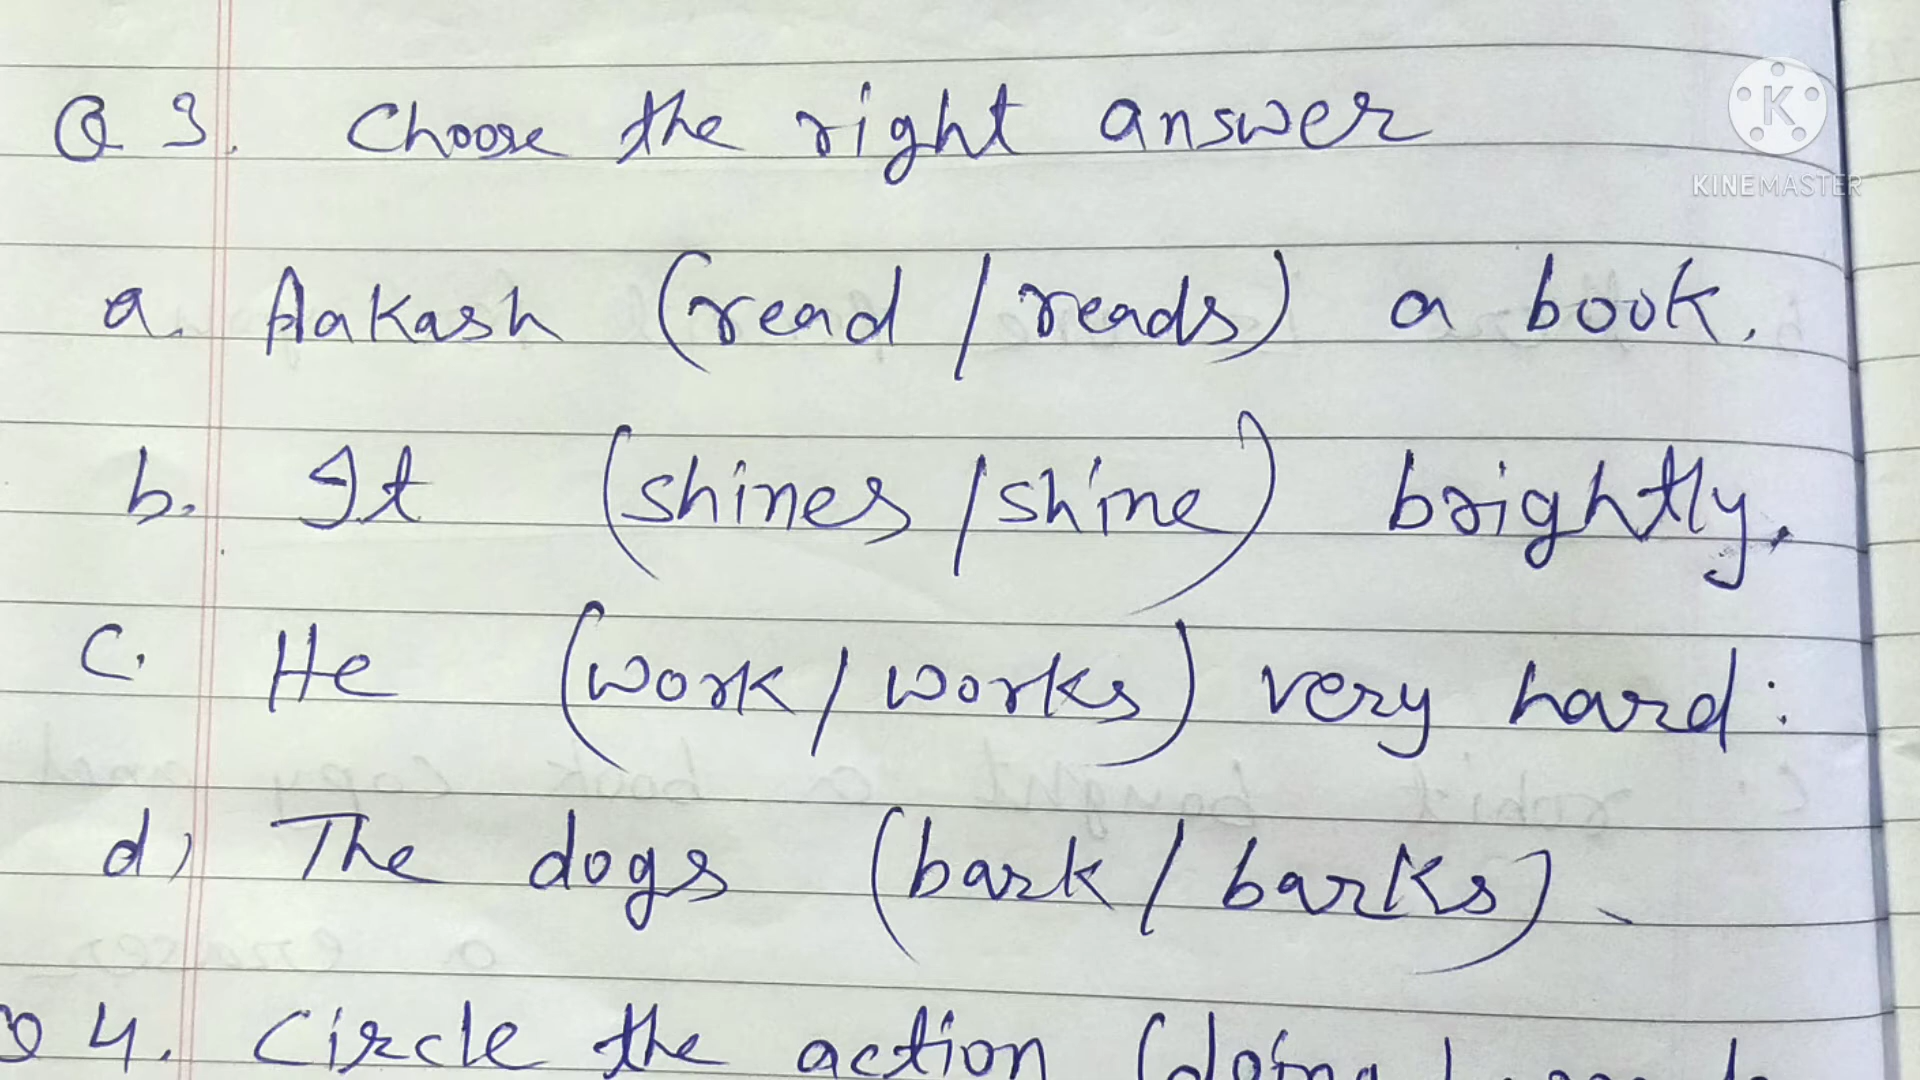 Q 3. Choose the right answer
KINEMASTER
a. Aakash (read / reads) a book.
b. It (shines / shine) brightly.
c. He (work / works) very hard.
d) The dogs (bark / barks).
Q 4. Circle the action (doing